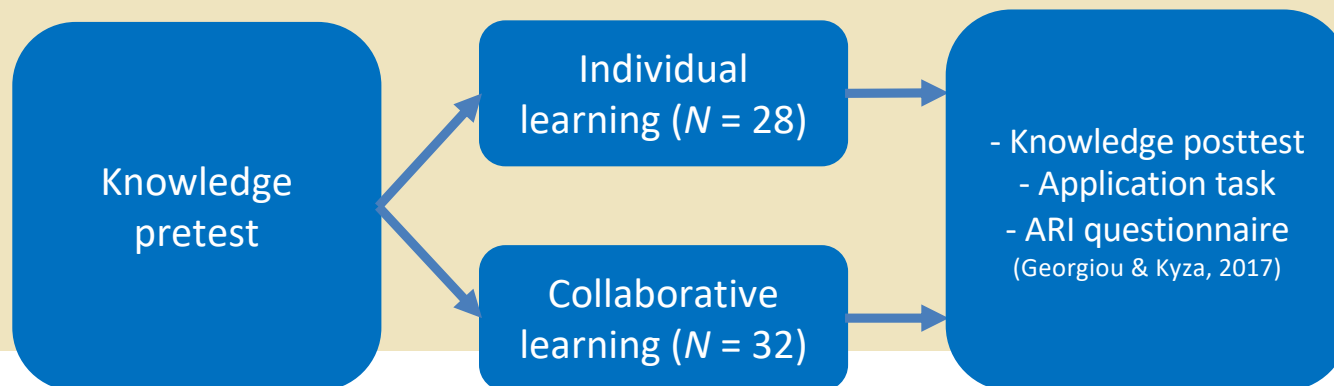 Knowledge
pretest
Individual
learning (N = 28)
Collaborative
learning (N = 32)
- Knowledge posttest
- Application task
- ARI questionnaire
(Georgiou & Kyza, 2017)